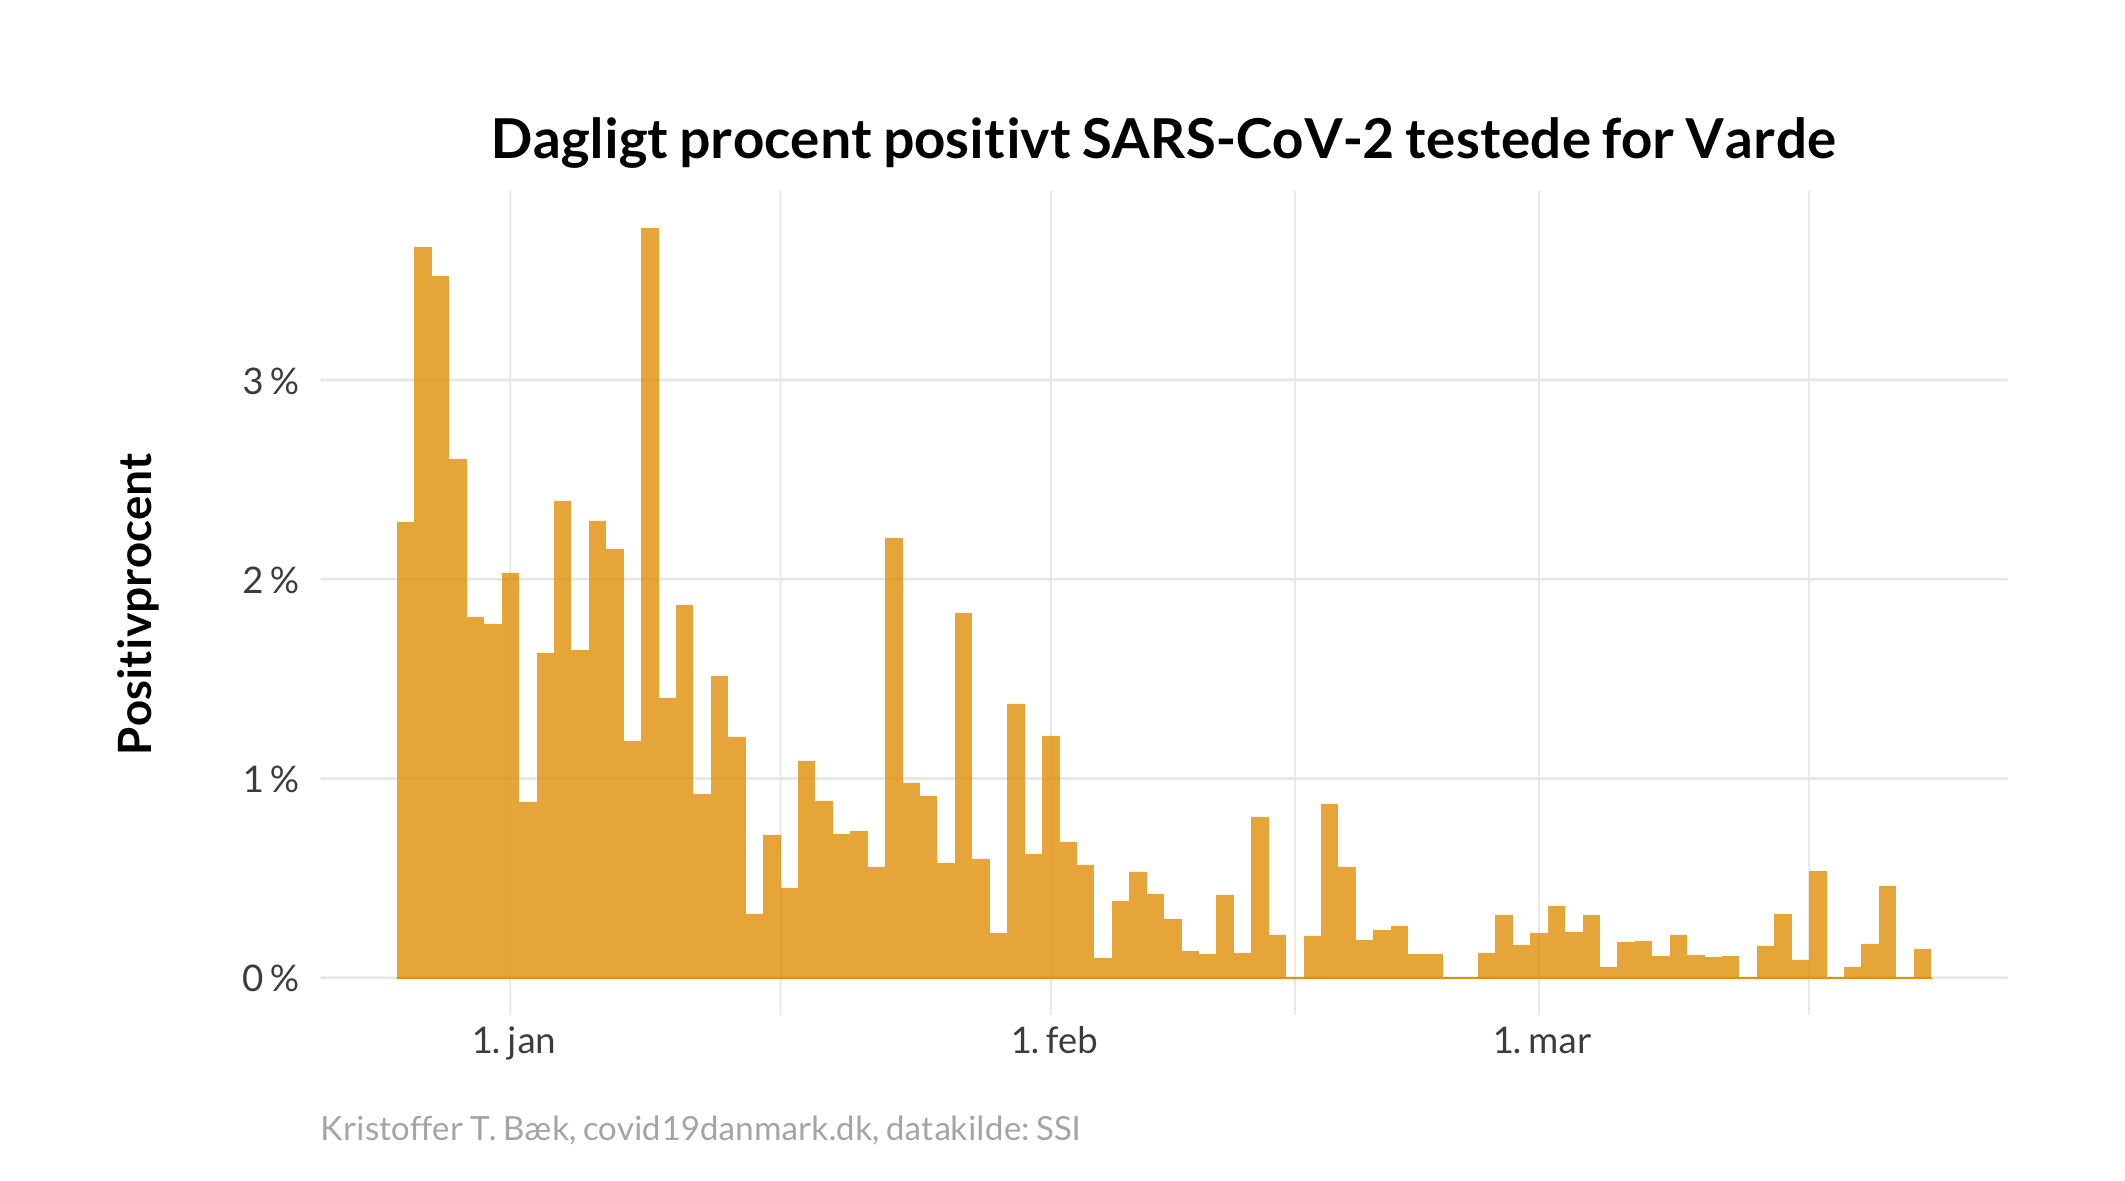 Dagligt procent positivt SARS-CoV-2 testede for Varde
Positivprocent
3 %
2 %
1 %
0 %
1. jan
1. feb
1. mar
Kristoffer T. Bæk, covid19danmark.dk, datakilde: SSI